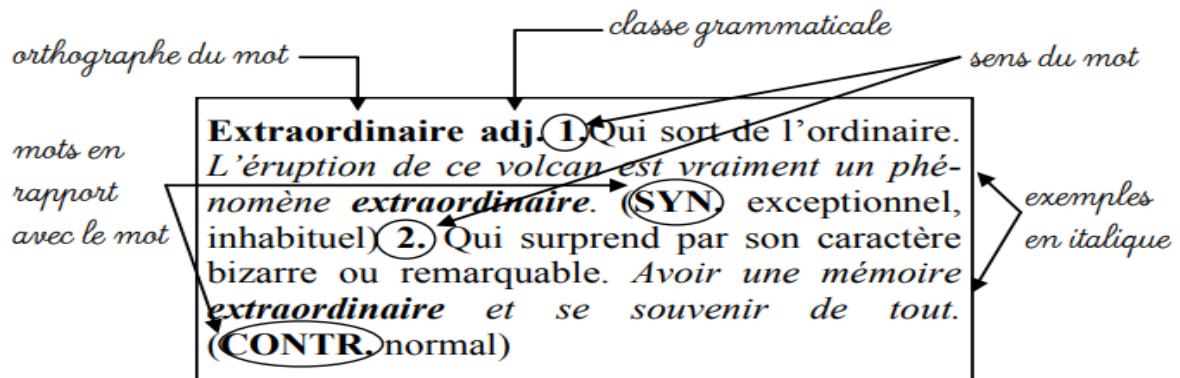 classe grammaticale
orthographe du mot
sens du mot
mots en
rapport
avec le mot
Extraordinaire adj. 1. Qui sort de l'ordinaire.
L'éruption de ce volcan est vraiment un phé-
nomène extraordinaire. (SYN. exceptionnel,
inhabituel) 2. Qui surprend par son caractère
bizarre ou remarquable. Avoir une mémoire
extraordinaire et se souvenir de tout.
(CONTR. normal)
exemples
en italique